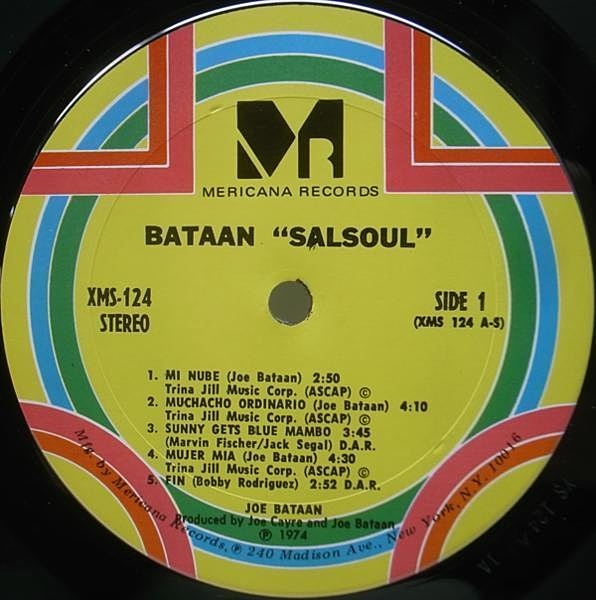 MR
MERICANA RECORDS
BATAAN "SALSOUL"
XMS-124
STEREO
SIDE 1
(XMS 124 A-S)
1. MI NUBE (Joe Bataan) 2:50
Trina Jill Music Corp. (ASCAP) ©
2. MUCHACHO ORDINARIO (Joe Bataan) 4:10
Trina Jill Music Corp. (ASCAP) ©
3. SUNNY GETS BLUE MAMBO 3:45
(Marvin Fischer/Jack Segal) D.A.R.
4. MUJER MIA (Joe Bataan) 4:30
Trina Jill Music Corp. (ASCAP) ©
5. FIN (Bobby Rodriguez) 2:52 D.A.R.
JOE BATAAN
Produced by Joe Cayre and Joe Bataan
℗ 1974
Mfg. by Mericana Records, ℗ 240 Madison Ave., New York, N.Y. 10016